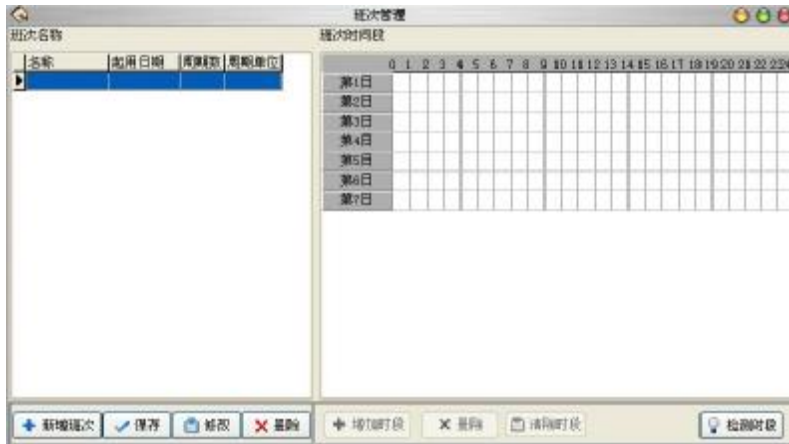 班次管理
班次名称
班次时间段
名称 起用日期 周期数 周期单位
0 1 2 3 4 5 6 7 8 9 10 11 12 13 14 15 16 17 18 19 20 21 22 23
第1日
第2日
第3日
第4日
第5日
第6日
第7日
新增班次 保存 修改 删除 增加时段 删除 清除时段 检测时段